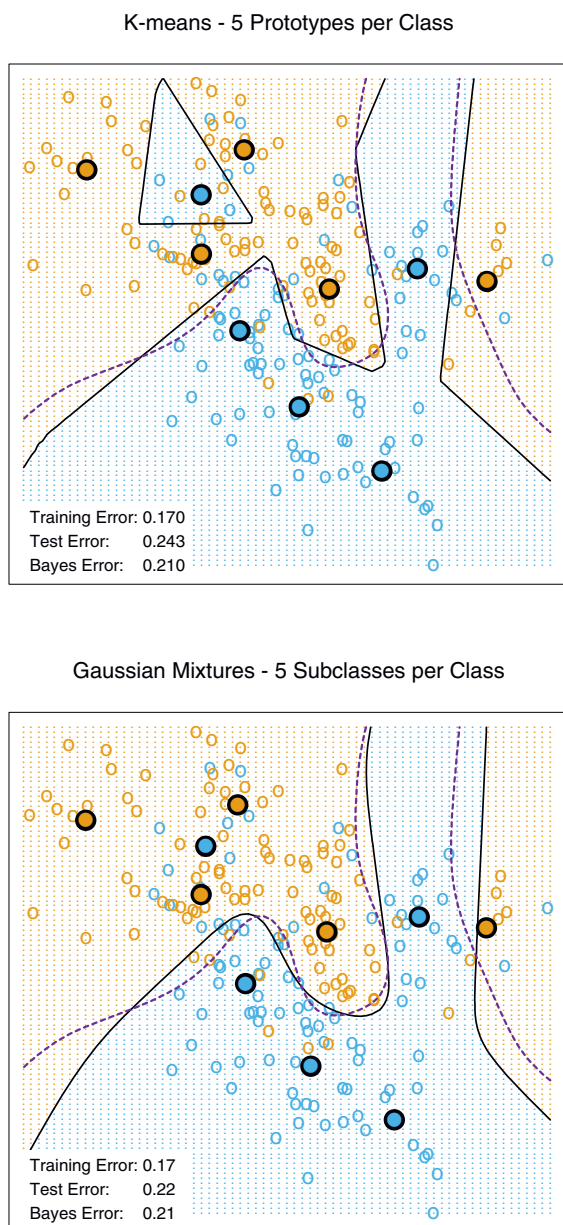 K-means - 5 Prototypes per Class
Training Error: 0.170
Test Error: 0.243
Bayes Error: 0.210
Gaussian Mixtures - 5 Subclasses per Class
Training Error: 0.17
Test Error: 0.22
Bayes Error: 0.21